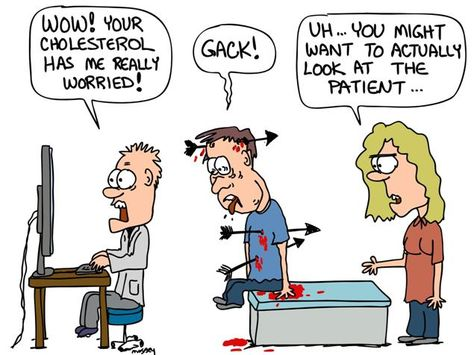 WOW! YOUR
CHOLESTEROL
HAS ME REALLY
WORRIED!
GACK!
UH... YOU MIGHT
WANT TO ACTUALLY
LOOK AT THE
PATIENT...